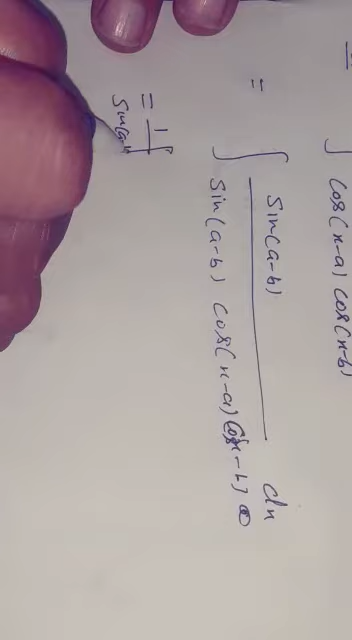 ∫ cos(x-a) cos(x-b)
= ∫ sin(a-b)
sin(a-b) cos(x-a) cos(x-b) dx
= 1
sin(a-b) ∫